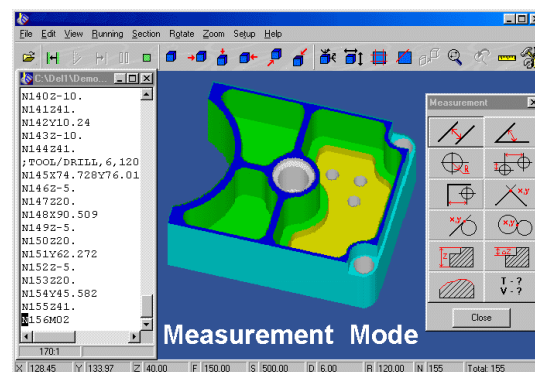 File Edit View Running Section Rotate Zoom Setup Help
C:\Del1\Demo...
N140Z-10.
N141Z41.
N142Y10.24
N143Z-10.
N144Z41.
;TOOL/DRILL,6,120
N145X74.728Y76.01
N146Z-5.
N147Z20.
N148X90.509
N149Z-5.
N150Z20.
N151Y62.272
N152Z-5.
N153Z20.
N154Y45.582
N155Z41.
N156M02
170:1
Measurement
R
x,y
x,y
x,y
Z
Z
T - ?
V - ?
Close
Measurement Mode
X 128.45 Y 133.97 Z 40.00 F 150.00 S 500.00 D 6.00 R 120.00 N 155 Total: 155